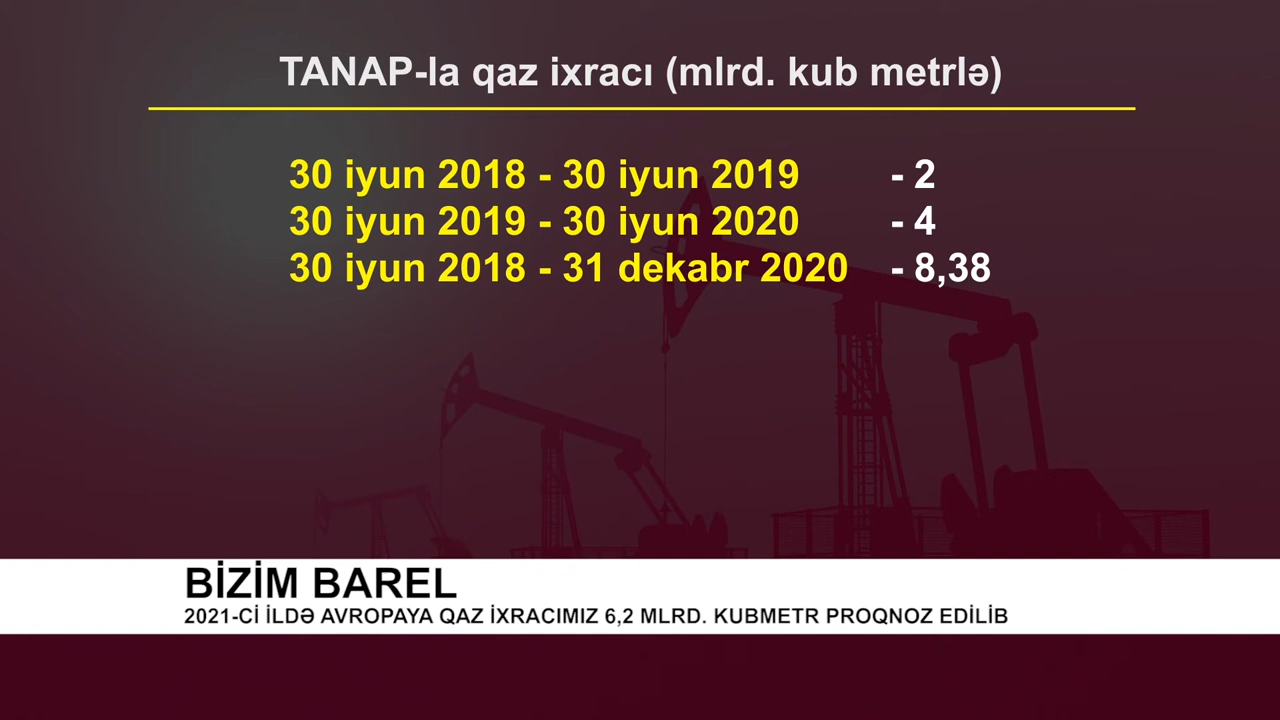 TANAP-la qaz ixracı (mlrd. kub metrlə)
30 iyun 2018 - 30 iyun 2019 - 2
30 iyun 2019 - 30 iyun 2020 - 4
30 iyun 2018 - 31 dekabr 2020 - 8,38
BİZİM BAREL
2021-Cİ İLDƏ AVROPAYA QAZ İXRACIMIZ 6,2 MLRD. KUBMETR PROQNOZ EDİLİB